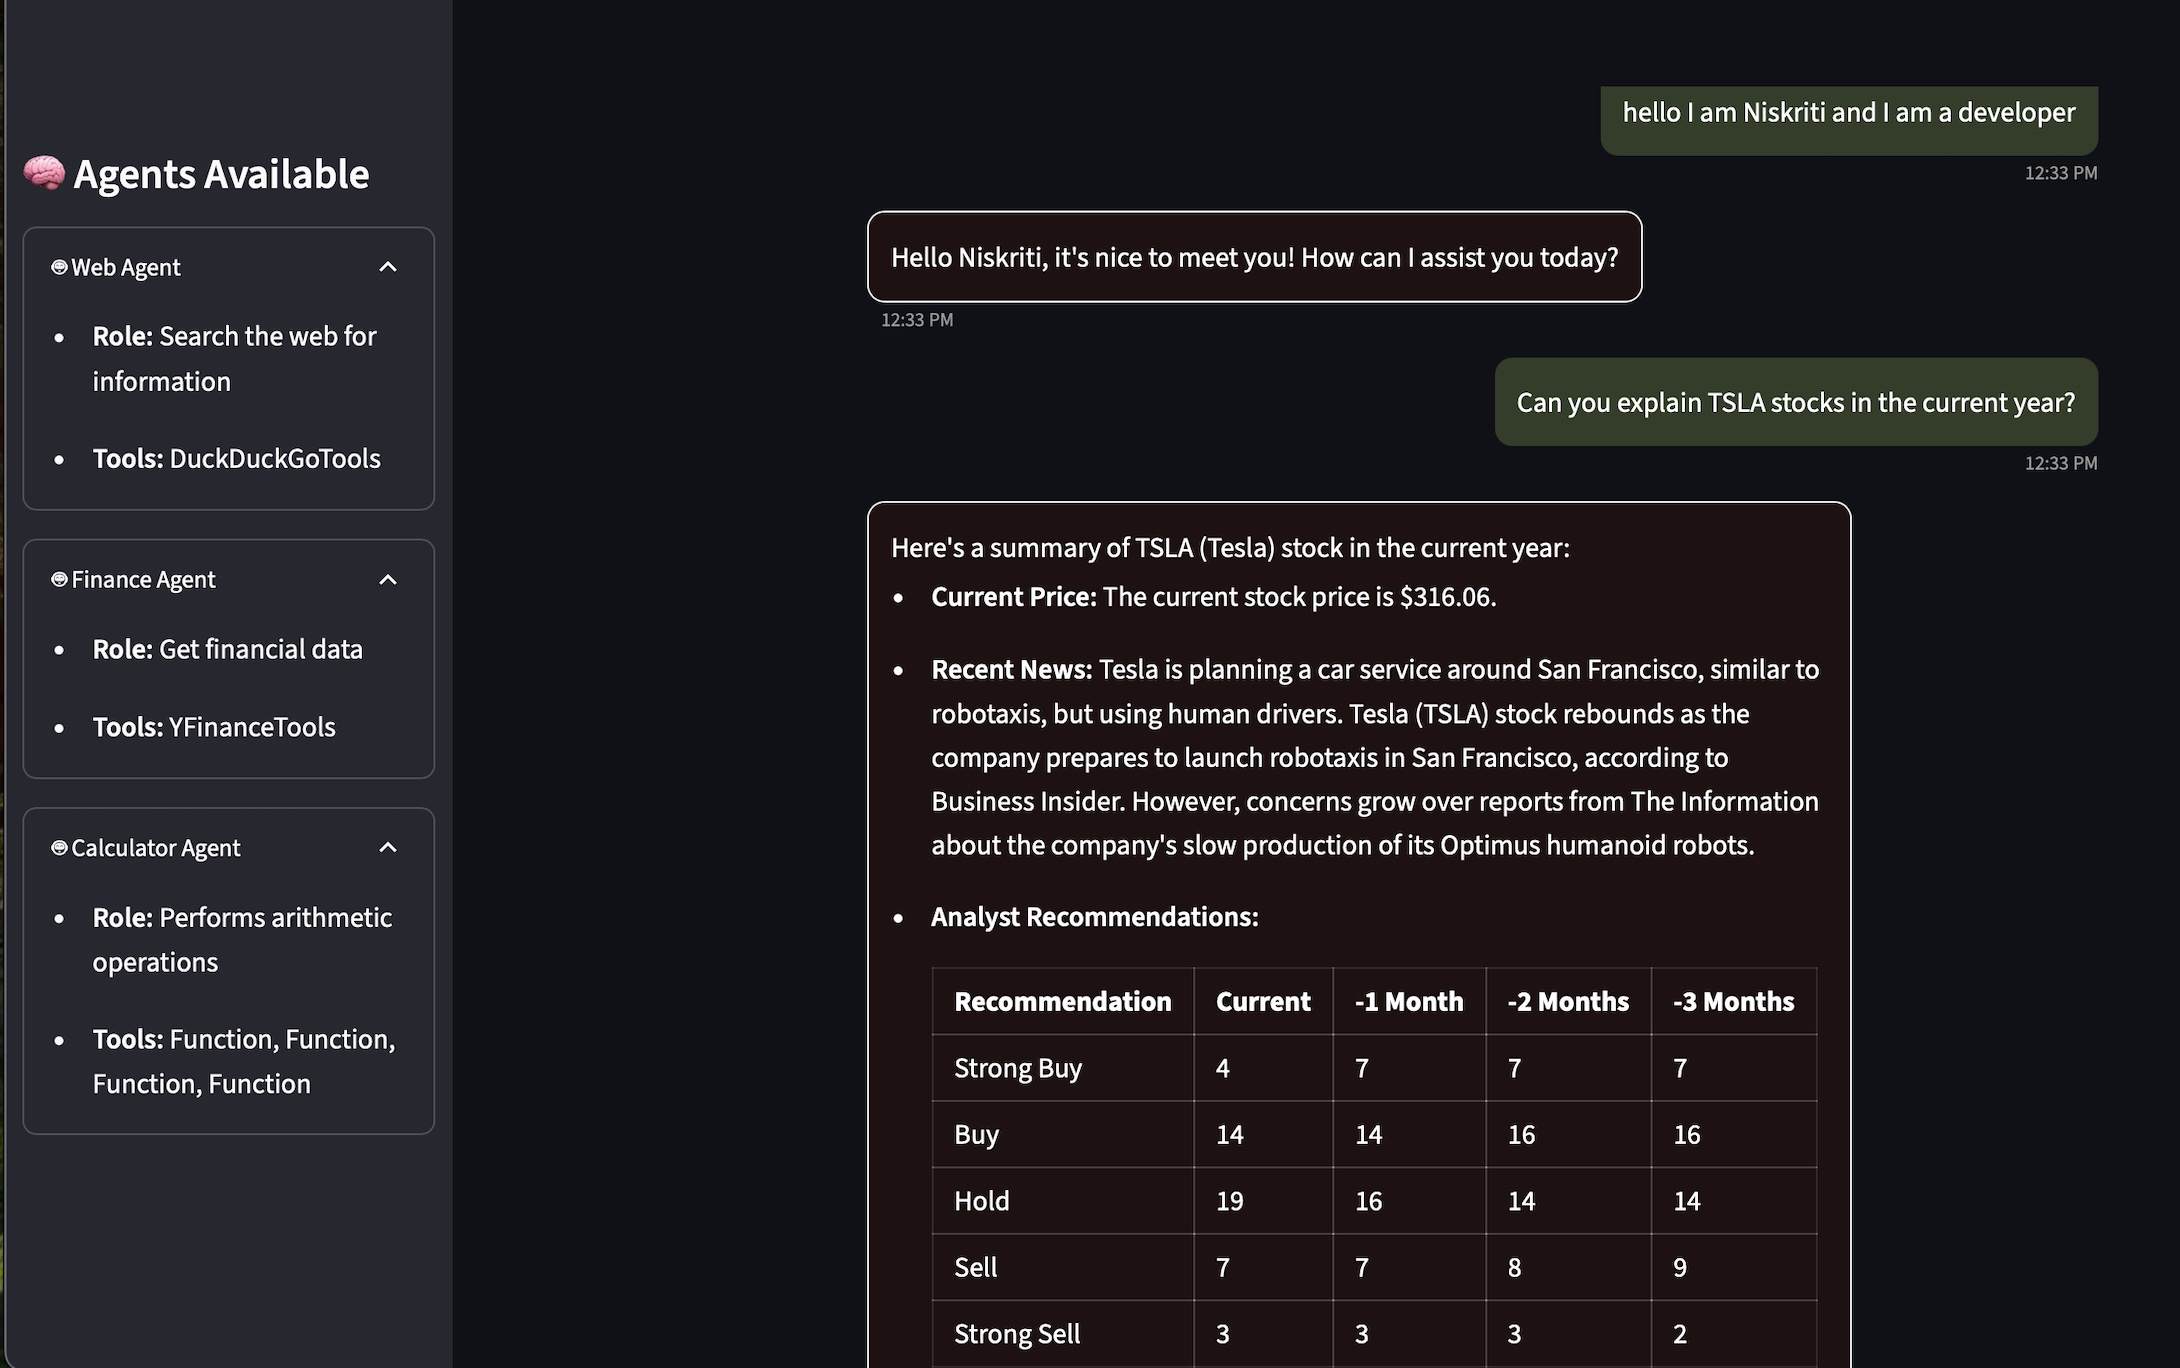 🧠 Agents Available
Web Agent
• Role: Search the web for
information
• Tools: DuckDuckGoTools
Finance Agent
• Role: Get financial data
• Tools: YFinanceTools
Calculator Agent
• Role: Performs arithmetic
operations
• Tools: Function, Function,
Function, Function
hello I am Niskriti and I am a developer
12:33 PM
Hello Niskriti, it's nice to meet you! How can I assist you today?
12:33 PM
Can you explain TSLA stocks in the current year?
12:33 PM
Here's a summary of TSLA (Tesla) stock in the current year:
• Current Price: The current stock price is $316.06.
• Recent News: Tesla is planning a car service around San Francisco, similar to
robotaxis, but using human drivers. Tesla (TSLA) stock rebounds as the
company prepares to launch robotaxis in San Francisco, according to
Business Insider. However, concerns grow over reports from The Information
about the company's slow production of its Optimus humanoid robots.
• Analyst Recommendations:
Recommendation Current -1 Month -2 Months -3 Months
Strong Buy 4 7 7 7
Buy 14 14 16 16
Hold 19 16 14 14
Sell 7 7 8 9
Strong Sell 3 3 3 2